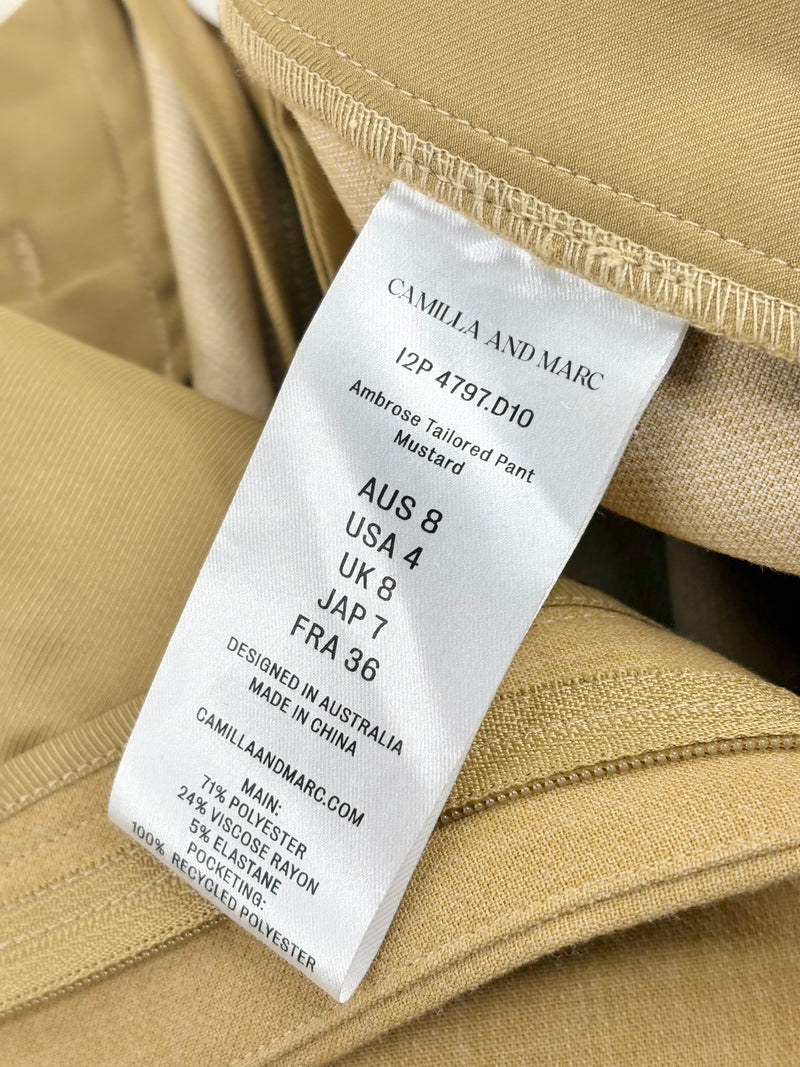 CAMILLA AND MARC
I2P 4797.D10
Ambrose Tailored Pant
Mustard
AUS 8
USA 4
UK 8
JAP 7
FRA 36
DESIGNED IN AUSTRALIA
MADE IN CHINA
CAMILLAANDMARC.COM
MAIN:
71% POLYESTER
24% VISCOSE RAYON
5% ELASTANE
POCKETING:
100% RECYCLED POLYESTER